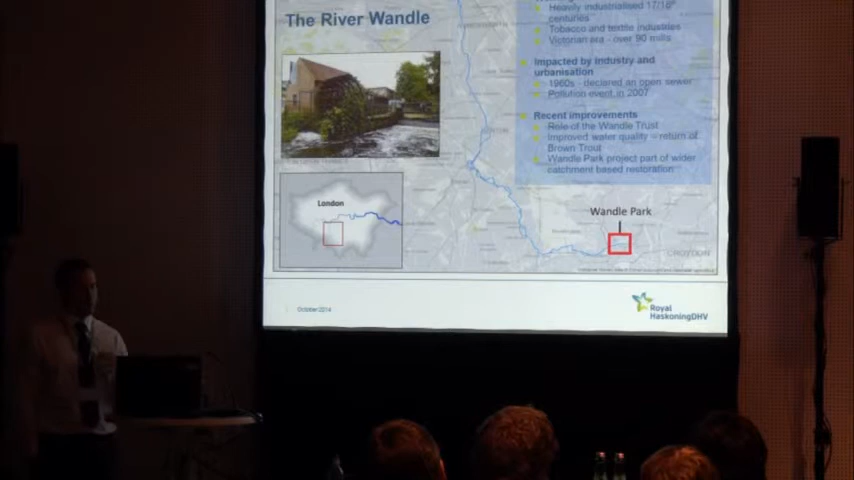 The River Wandle
Heavily industrialised 17/18th
centuries
Tobacco and textile industries
Victorian era - over 90 mills
Impacted by industry and
urbanisation
1960s - declared an open sewer
Pollution event in 2007
Recent improvements
Role of the Wandle Trust
Improved water quality - return of
Brown Trout
Wandle Park project part of wider
catchment based restoration
London
Wandle Park
CROYDON
October 2014
Royal
HaskoningDHV